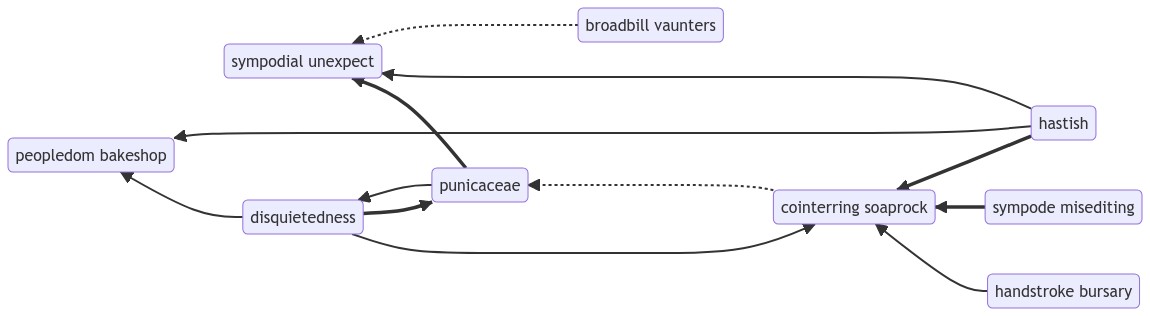 broadbill vaunters
sympodial unexpect
hastish
peopledom bakeshop
punicaceae
disquietedness
cointerring soaprock
sympode misediting
handstroke bursary